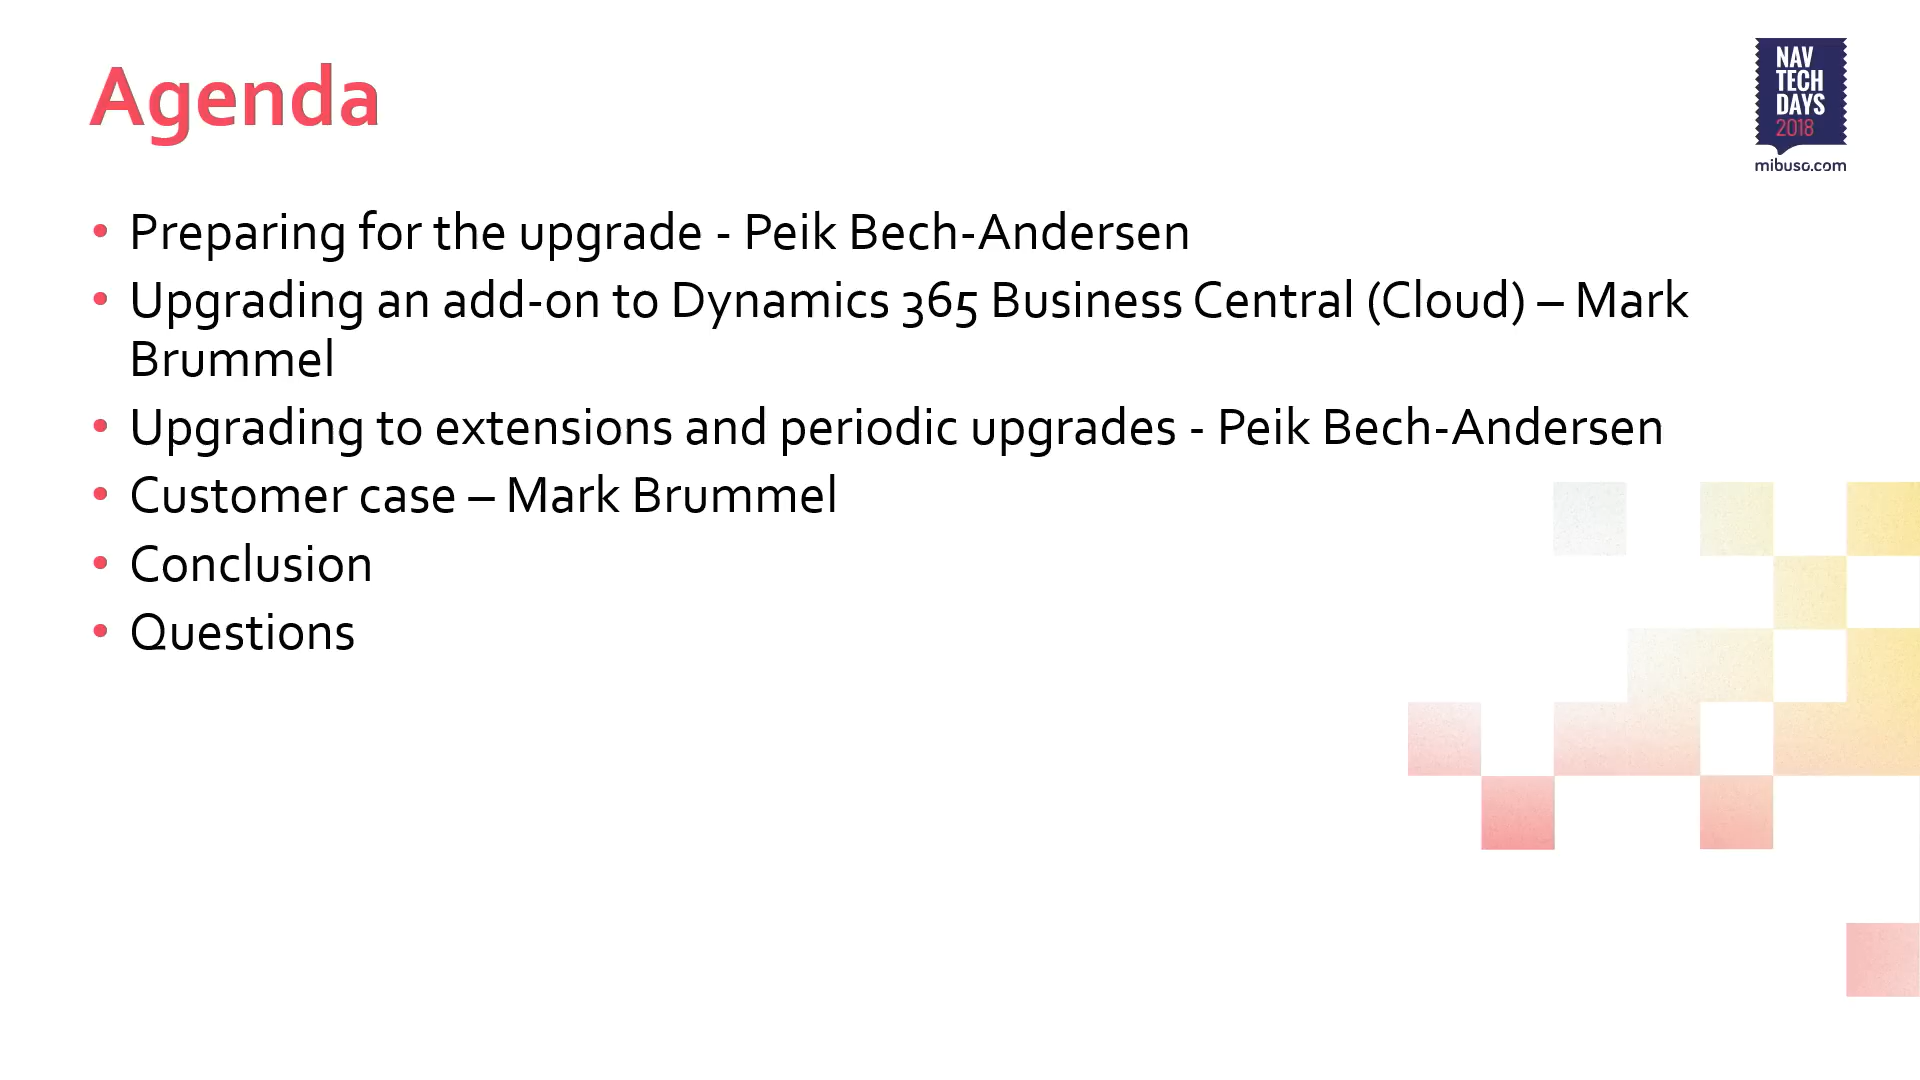 Agenda
NAV
TECH
DAYS
2018
mibuso.com
• Preparing for the upgrade - Peik Bech-Andersen
• Upgrading an add-on to Dynamics 365 Business Central (Cloud) – Mark
Brummel
• Upgrading to extensions and periodic upgrades - Peik Bech-Andersen
• Customer case – Mark Brummel
• Conclusion
• Questions